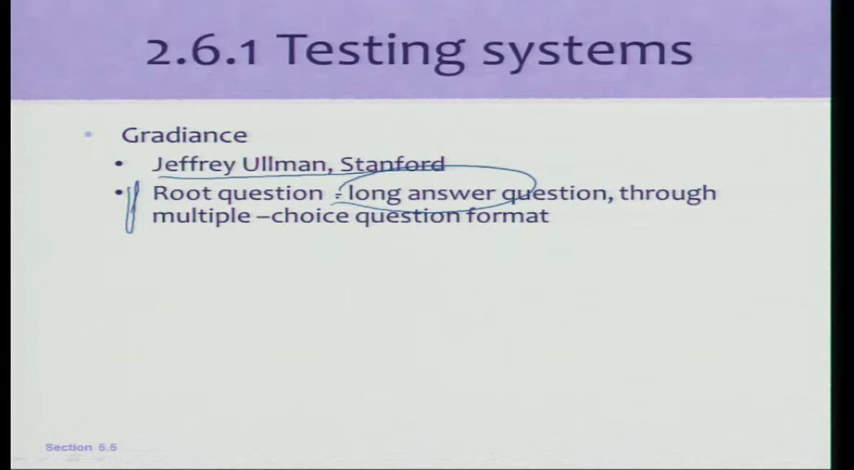 2.6.1 Testing systems
Gradiance
Jeffrey Ullman, Stanford
Root question - long answer question, through
multiple –choice question format
Section 5.5